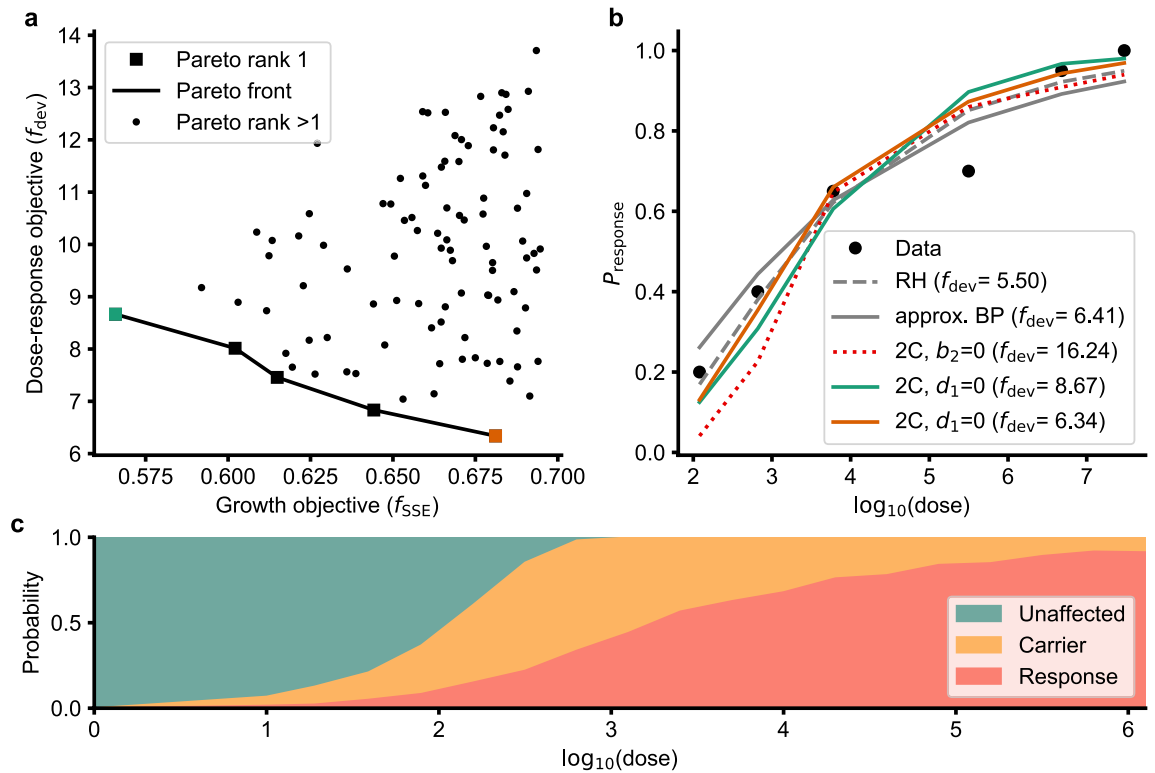 a
14
13
12
11
10
9
8
7
6
Dose-response objective (f_dev)
Pareto rank 1
Pareto front
Pareto rank >1
0.575 0.600 0.625 0.650 0.675 0.700
Growth objective (f_SSE)
b
1.0
0.8
0.6
0.4
0.2
0.0
P_response
Data
RH (f_dev= 5.50)
approx. BP (f_dev= 6.41)
2C, b_2=0 (f_dev= 16.24)
2C, d_1=0 (f_dev= 8.67)
2C, d_1=0 (f_dev= 6.34)
2 3 4 5 6 7
log_10(dose)
c
1.0
0.5
0.0
Probability
Unaffected
Carrier
Response
0 1 2 3 4 5 6
log_10(dose)